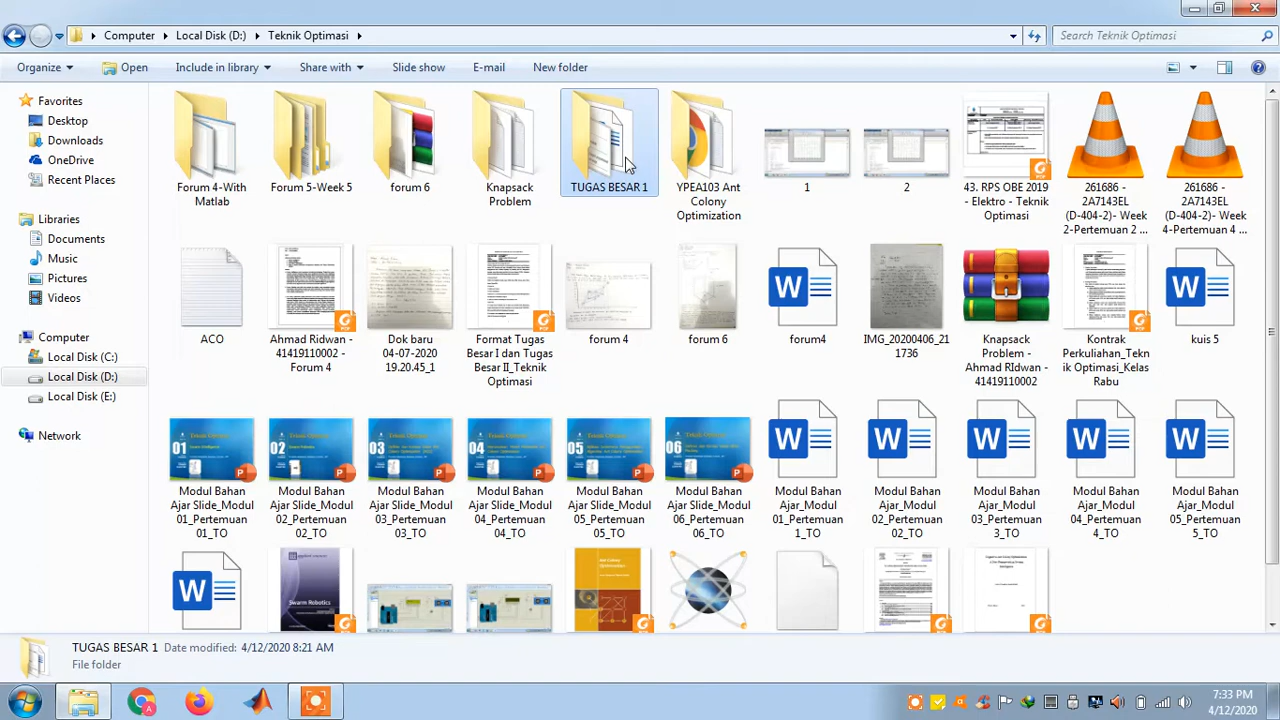 Computer ▸ Local Disk (D:) ▸ Teknik Optimasi ▸
Search Teknik Optimasi
Organize
Open
Include in library
Share with
Slide show
E-mail
New folder
Favorites
Desktop
Downloads
OneDrive
Recent Places
Libraries
Documents
Music
Pictures
Videos
Computer
Local Disk (C:)
Local Disk (D:)
Local Disk (E:)
Network
Forum 4-With
Matlab
Forum 5-Week 5
forum 6
Knapsack
Problem
TUGAS BESAR 1
YPEA103 Ant
Colony
Optimization
1
2
43. RPS OBE 2019
- Elektro - Teknik
Optimasi
261686 -
2A7143EL
(D-404-2)- Week
2-Pertemuan 2 ...
261686 -
2A7143EL
(D-404-2)- Week
4-Pertemuan 4 ...
ACO
Ahmad Ridwan -
41419110002 -
Forum 4
Dok baru
04-07-2020
19.20.45_1
Format Tugas
Besar I dan Tugas
Besar II_Teknik
Optimasi
forum 4
forum 6
forum4
IMG_20200406_21
1736
Knapsack
Problem -
Ahmad RIdwan -
41419110002
Kontrak
Perkuliahan_Tekn
ik Optimasi_Kelas
Rabu
kuis 5
01
Modul Bahan
Ajar Slide_Modul
01_Pertemuan
01_TO
02
Modul Bahan
Ajar Slide_Modul
02_Pertemuan
02_TO
03
Modul Bahan
Ajar Slide_Modul
03_Pertemuan
03_TO
04
Modul Bahan
Ajar Slide_Modul
04_Pertemuan
04_TO
05
Modul Bahan
Ajar Slide_Modul
05_Pertemuan
05_TO
06
Modul Bahan
Ajar Slide_Modul
06_Pertemuan
06_TO
Modul Bahan
Ajar_Modul
01_Pertemuan
1_TO
Modul Bahan
Ajar_Modul
02_Pertemuan
2_TO
Modul Bahan
Ajar_Modul
03_Pertemuan
3_TO
Modul Bahan
Ajar_Modul
04_Pertemuan
4_TO
Modul Bahan
Ajar_Modul
05_Pertemuan
5_TO
Swarm Robotics
Ant Colony
Optimization
TUGAS BESAR 1 Date modified: 4/12/2020 8:21 AM
File folder
7:33 PM
4/12/2020